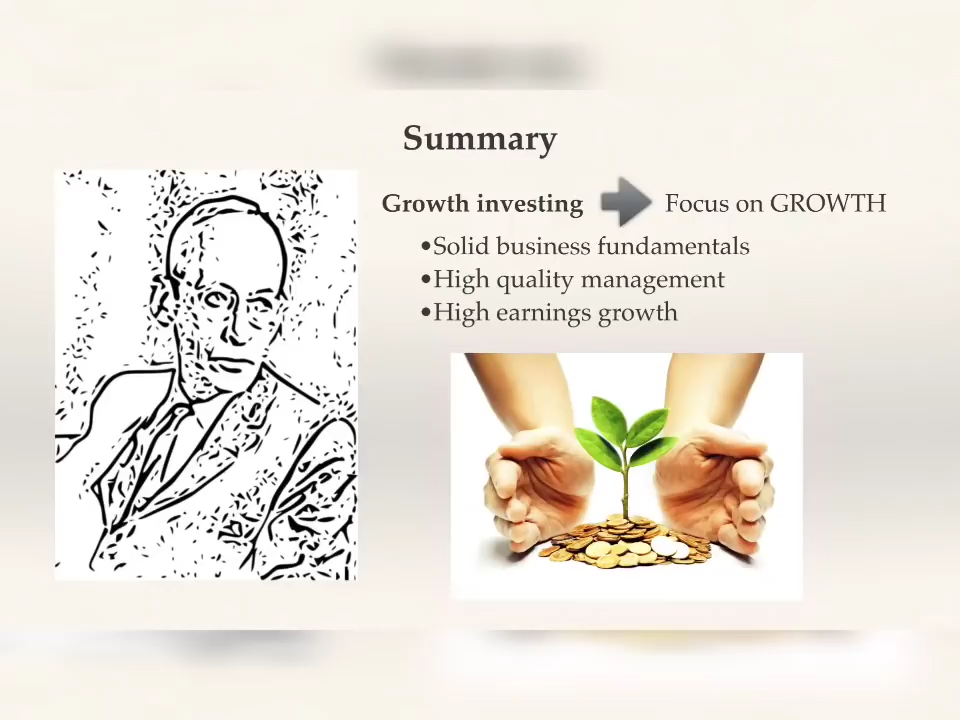 Summary
Growth investing Focus on GROWTH
•Solid business fundamentals
•High quality management
•High earnings growth